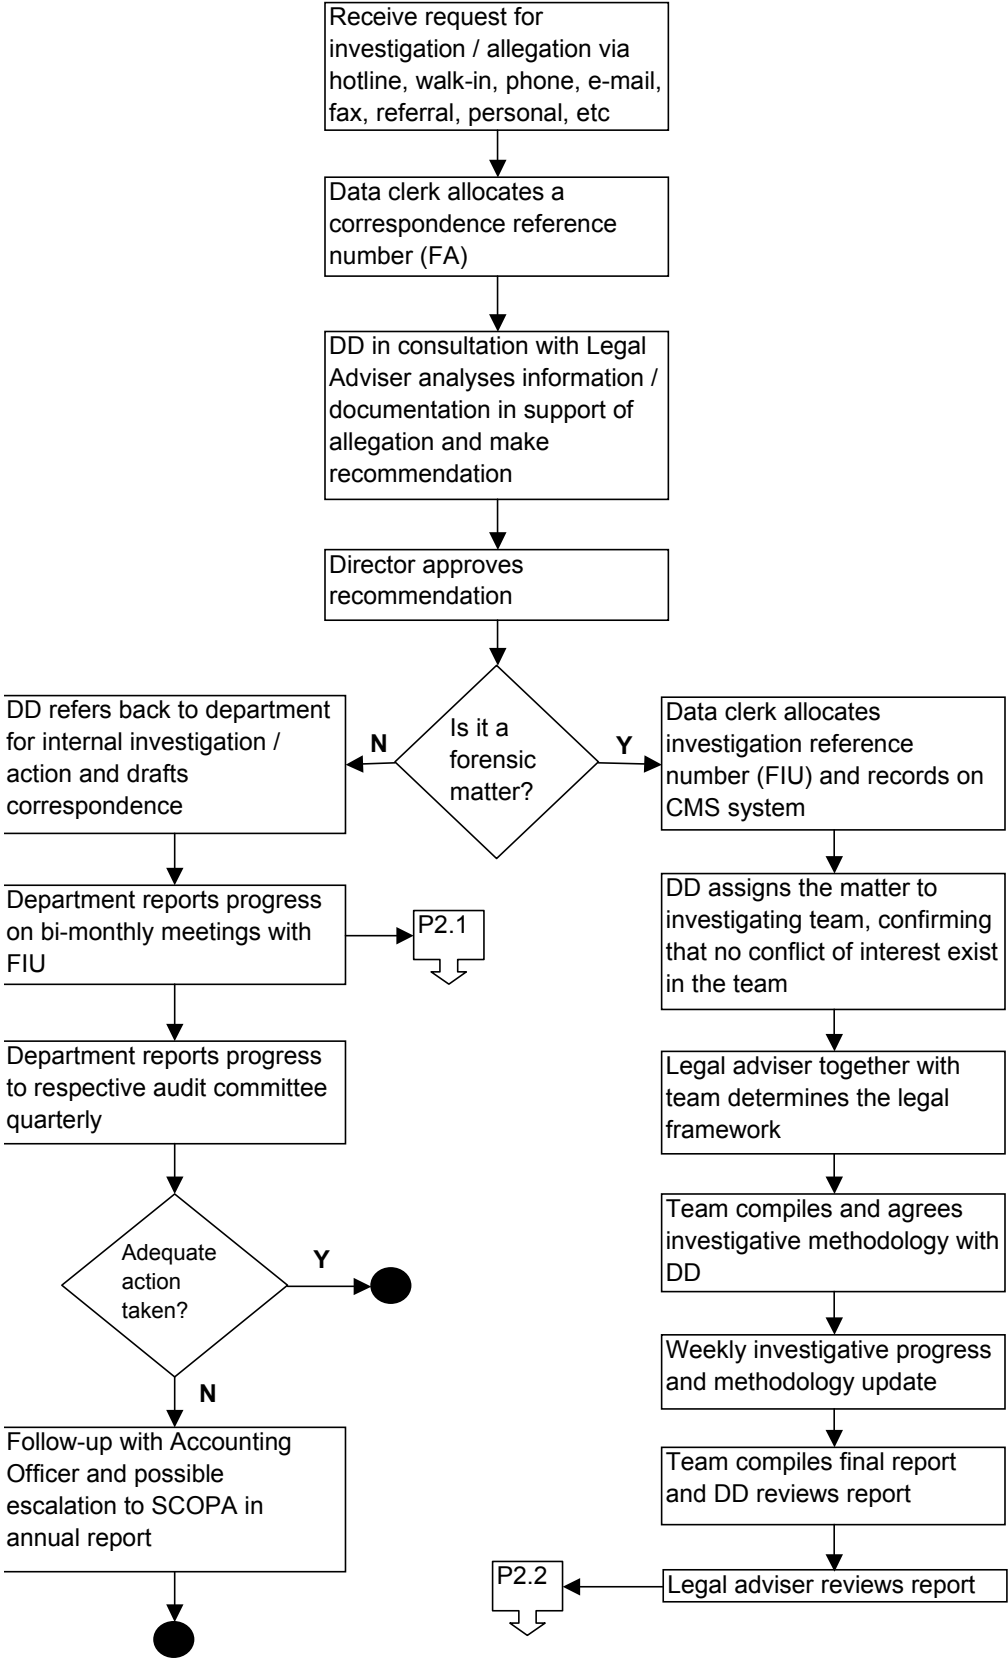 Receive request for
investigation / allegation via
hotline, walk-in, phone, e-mail,
fax, referral, personal, etc
Data clerk allocates a
correspondence reference
number (FA)
DD in consultation with Legal
Adviser analyses information /
documentation in support of
allegation and make
recommendation
Director approves
recommendation
Is it a
forensic
matter?
N
Y
DD refers back to department
for internal investigation /
action and drafts
correspondence
Department reports progress
on bi-monthly meetings with
FIU
P2.1
Department reports progress
to respective audit committee
quarterly
Adequate
action
taken?
Y
N
Follow-up with Accounting
Officer and possible
escalation to SCOPA in
annual report
Data clerk allocates
investigation reference
number (FIU) and records on
CMS system
DD assigns the matter to
investigating team, confirming
that no conflict of interest exist
in the team
Legal adviser together with
team determines the legal
framework
Team compiles and agrees
investigative methodology with
DD
Weekly investigative progress
and methodology update
Team compiles final report
and DD reviews report
Legal adviser reviews report
P2.2